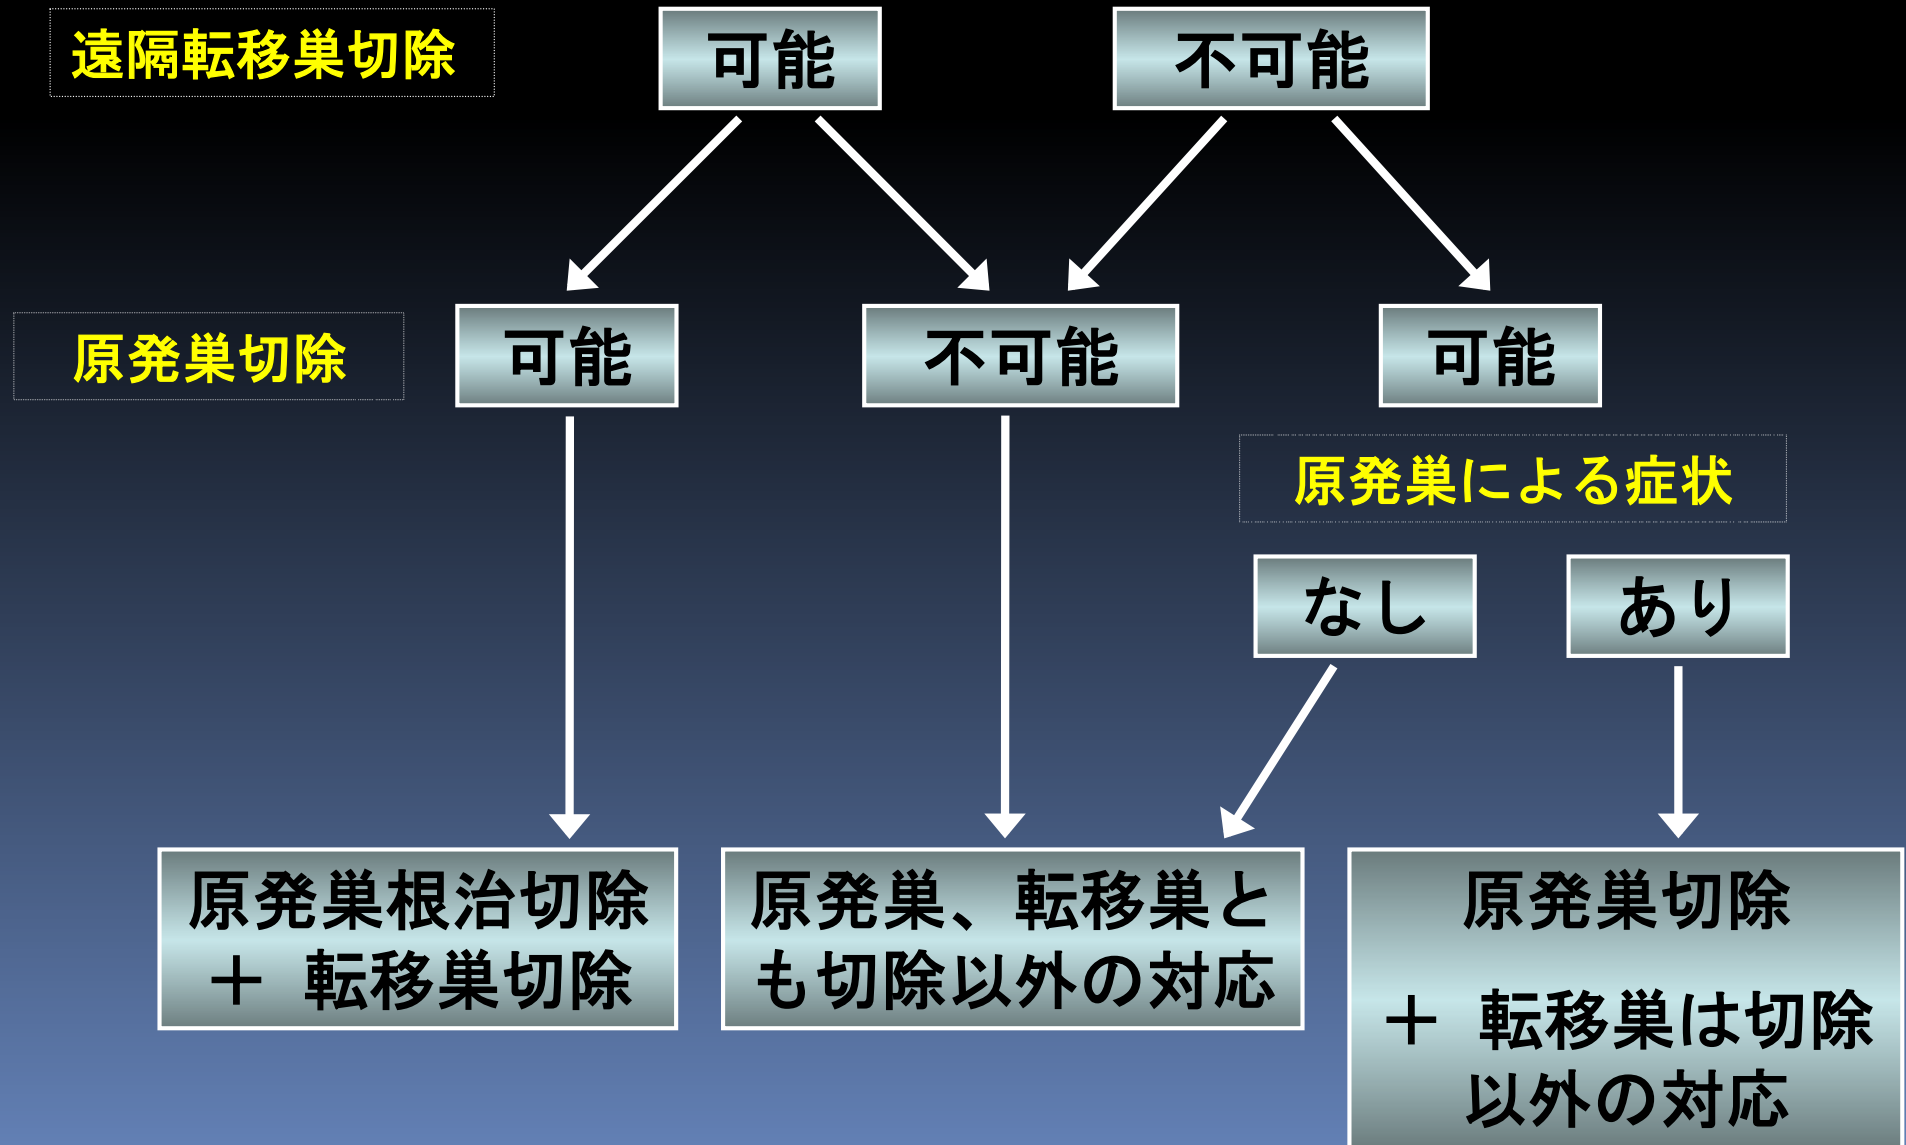 遠隔転移巣切除
可能
不可能
原発巣切除
可能
不可能
可能
原発巣による症状
なし
あり
原発巣根治切除
＋ 転移巣切除
原発巣、転移巣と
も切除以外の対応
原発巣切除
＋ 転移巣は切除
以外の対応